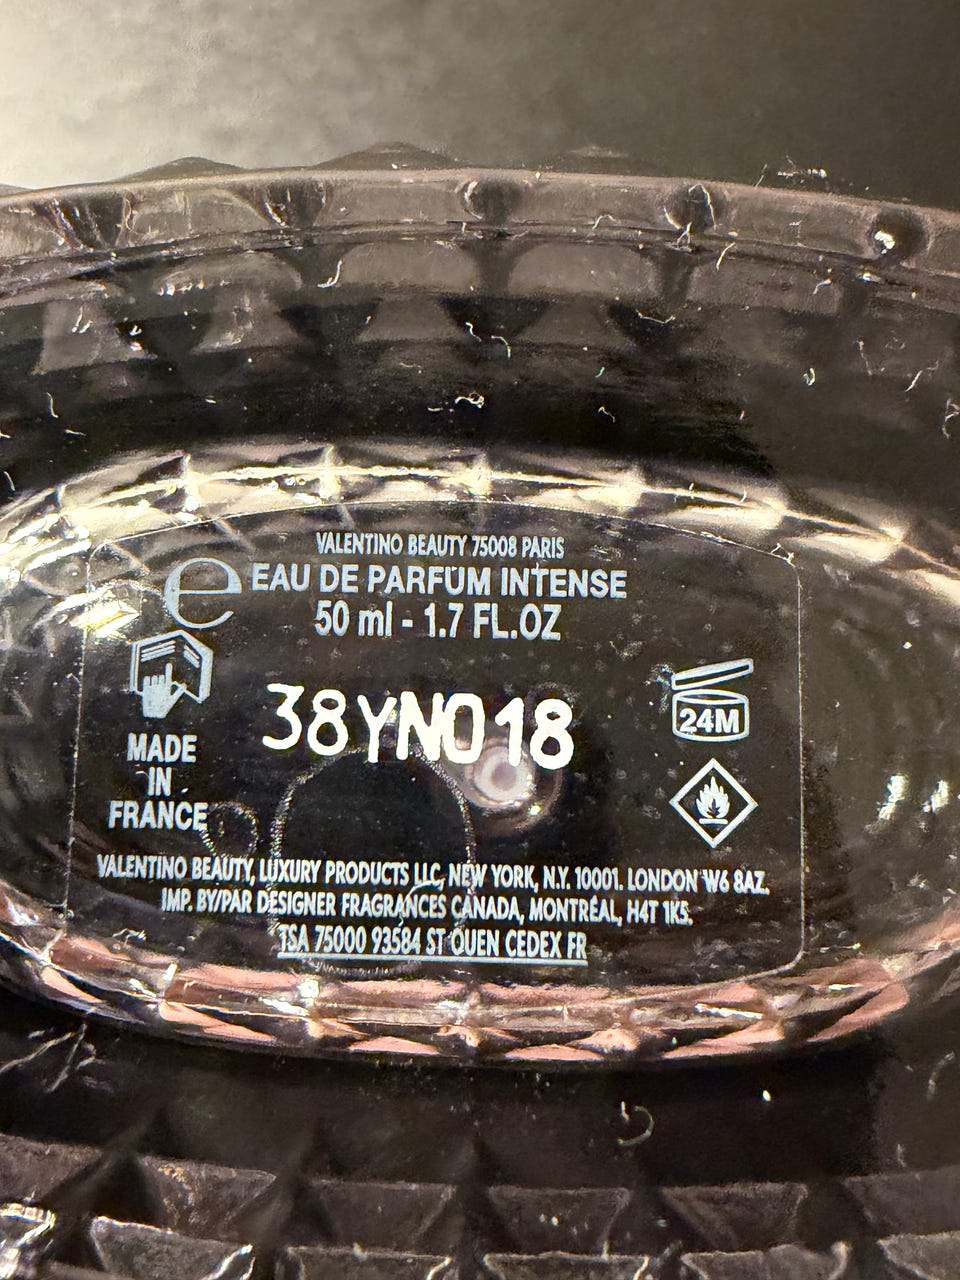 VALENTINO BEAUTY 75008 PARIS
e EAU DE PARFUM INTENSE
50 ml - 1.7 FL.OZ
38YN018
24M
MADE
IN
FRANCE
VALENTINO BEAUTY, LUXURY PRODUCTS LLC, NEW YORK, N.Y. 10001. LONDON W6 8AZ.
IMP. BY/PAR DESIGNER FRAGRANCES CANADA, MONTRÉAL, H4T 1K5.
TSA 75000 93584 ST OUEN CEDEX FR